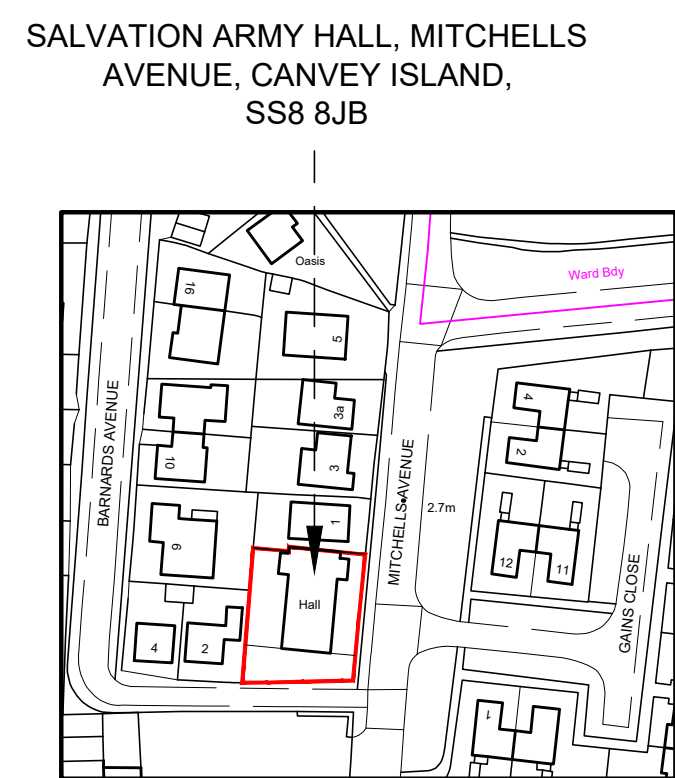 SALVATION ARMY HALL, MITCHELLS
AVENUE, CANVEY ISLAND,
SS8 8JB
Oasis
Ward Bdy
16
5
BARNARDS AVENUE
3a
4
10
3
2
MITCHELLS AVENUE
2.7m
1
12
11
GAINS CLOSE
Hall
4
2
1